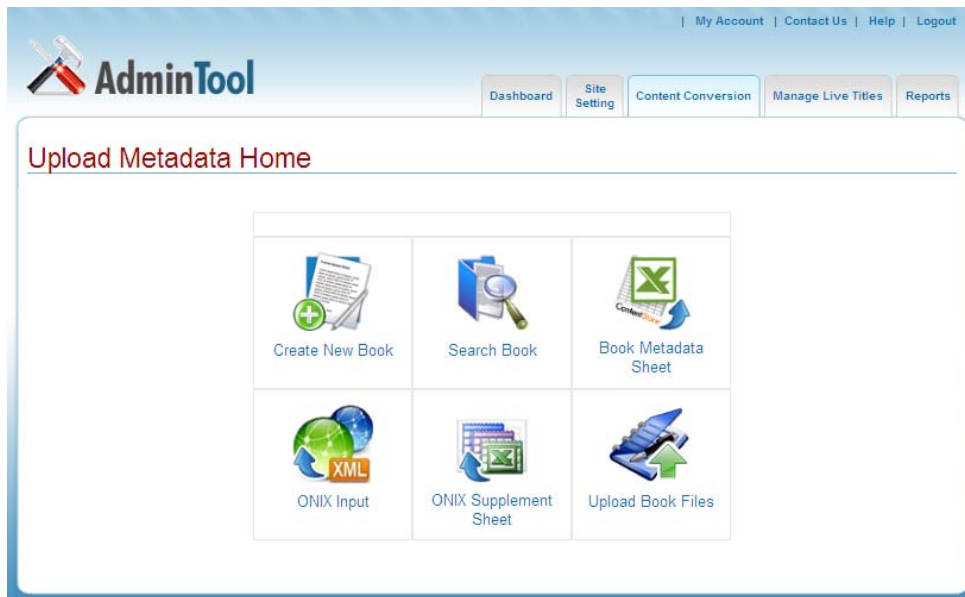 | My Account | Contact Us | Help | Logout
AdminTool
Dashboard
Site
Setting
Content Conversion
Manage Live Titles
Reports
Upload Metadata Home
Create New Book
Search Book
ContentStore
Book Metadata
Sheet
XML
ONIX Input
ONIX Supplement
Sheet
Upload Book Files